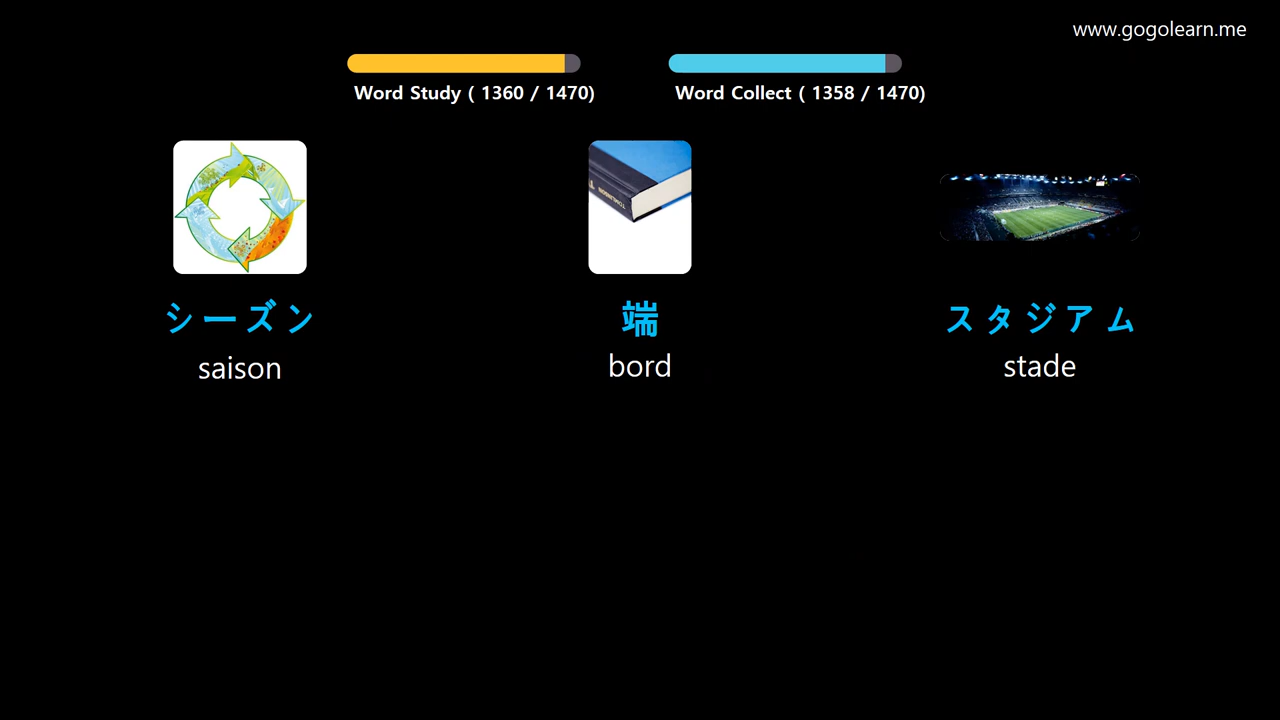 www.gogolearn.me
Word Study ( 1360 / 1470)
Word Collect ( 1358 / 1470)
シーズン
端
スタジアム
saison
bord
stade